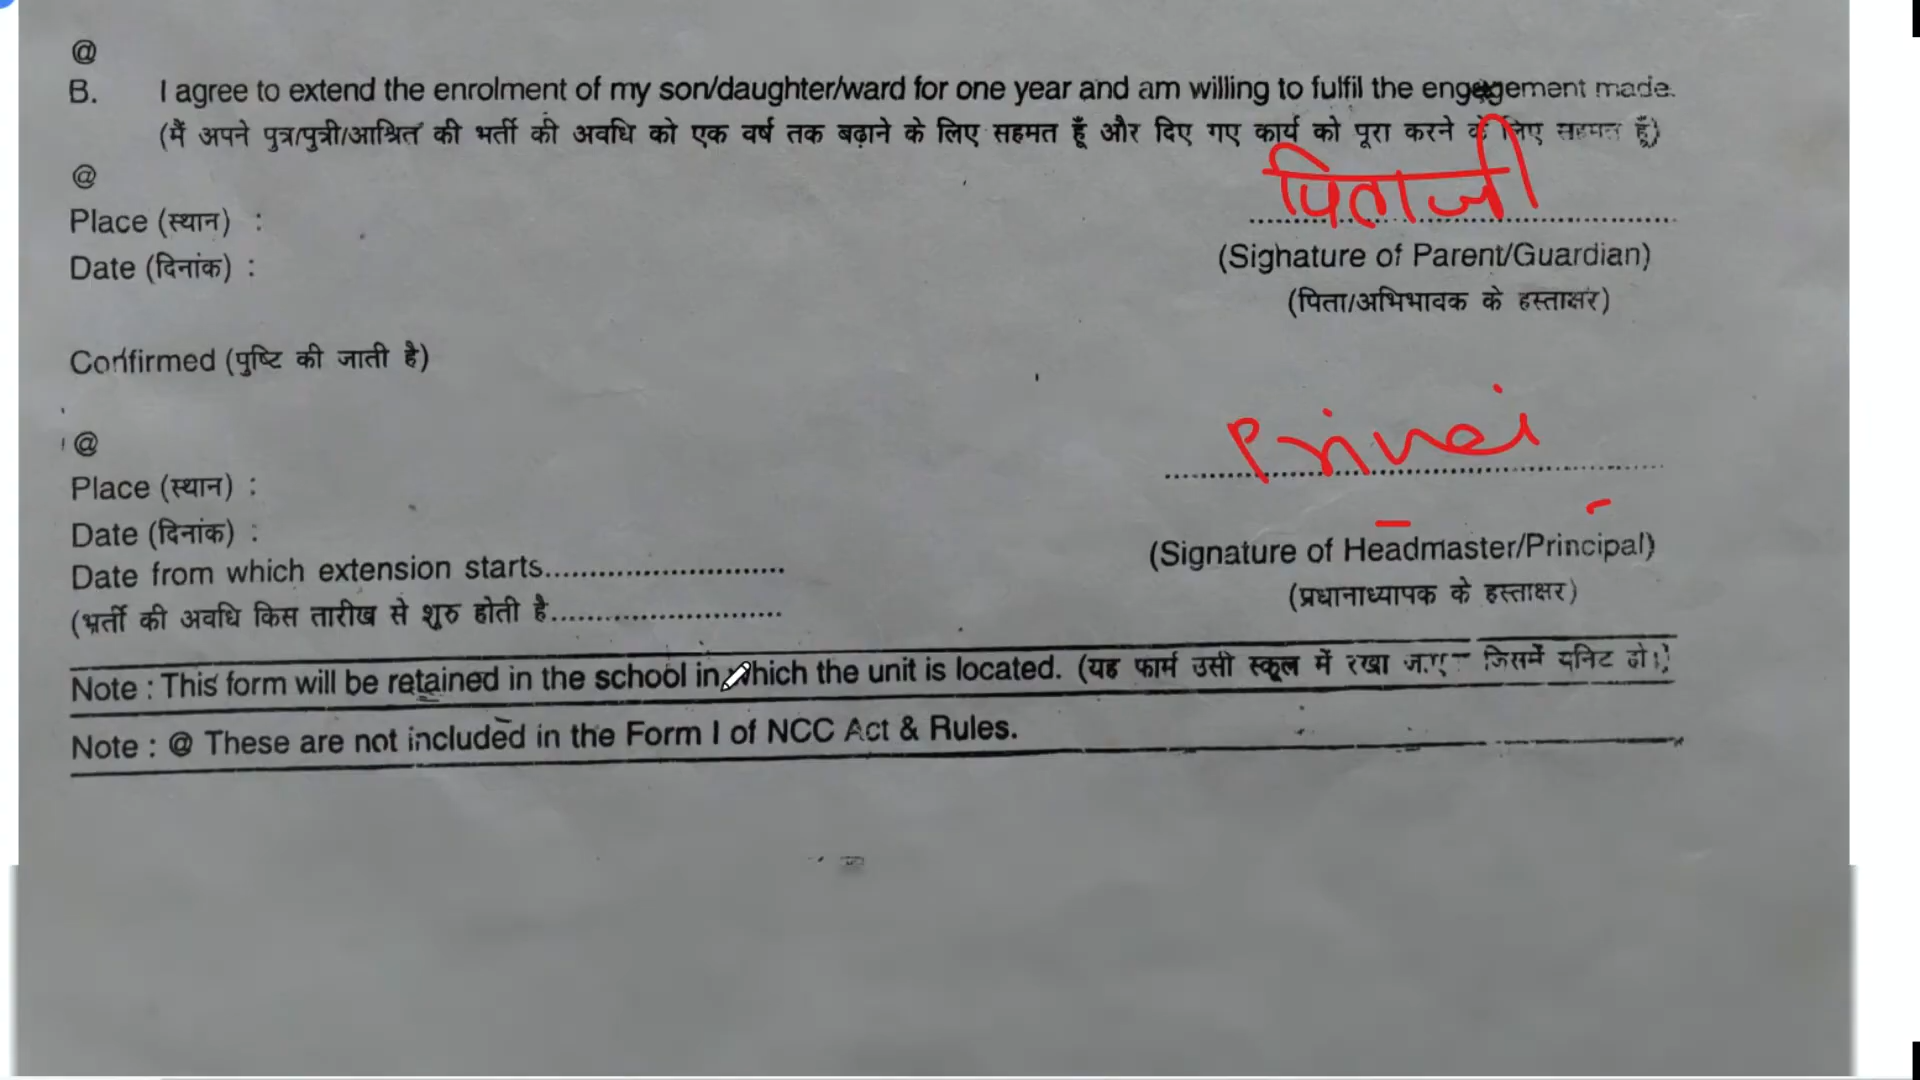 @
B. I agree to extend the enrolment of my son/daughter/ward for one year and am willing to fulfil the engegement made.
(मैं अपने पुत्र/पुत्री/आश्रित की भर्ती की अवधि को एक वर्ष तक बढ़ाने के लिए सहमत हूँ और दिए गए कार्य को पूरा करने के लिए सहमत हूँ)
पिताजी
@
Place (स्थान) :
(Sighature of Parent/Guardian)
Date (दिनांक) :
(पिता/अभिभावक के हस्ताक्षर)
Confirmed (पुष्टि की जाती है)
@
Place (स्थान) :
Date (दिनांक) :
(Signature of Headmaster/Principal)
Date from which extension starts...........................
(प्रधानाध्यापक के हस्ताक्षर)
(भर्ती की अवधि किस तारीख से शुरु होती है..........................
Note : This form will be retained in the school in which the unit is located. (यह फार्म उसी स्कूल में रखा जाए जिसमें यूनिट हो।)
Note : @ These are not included in the Form I of NCC Act & Rules.